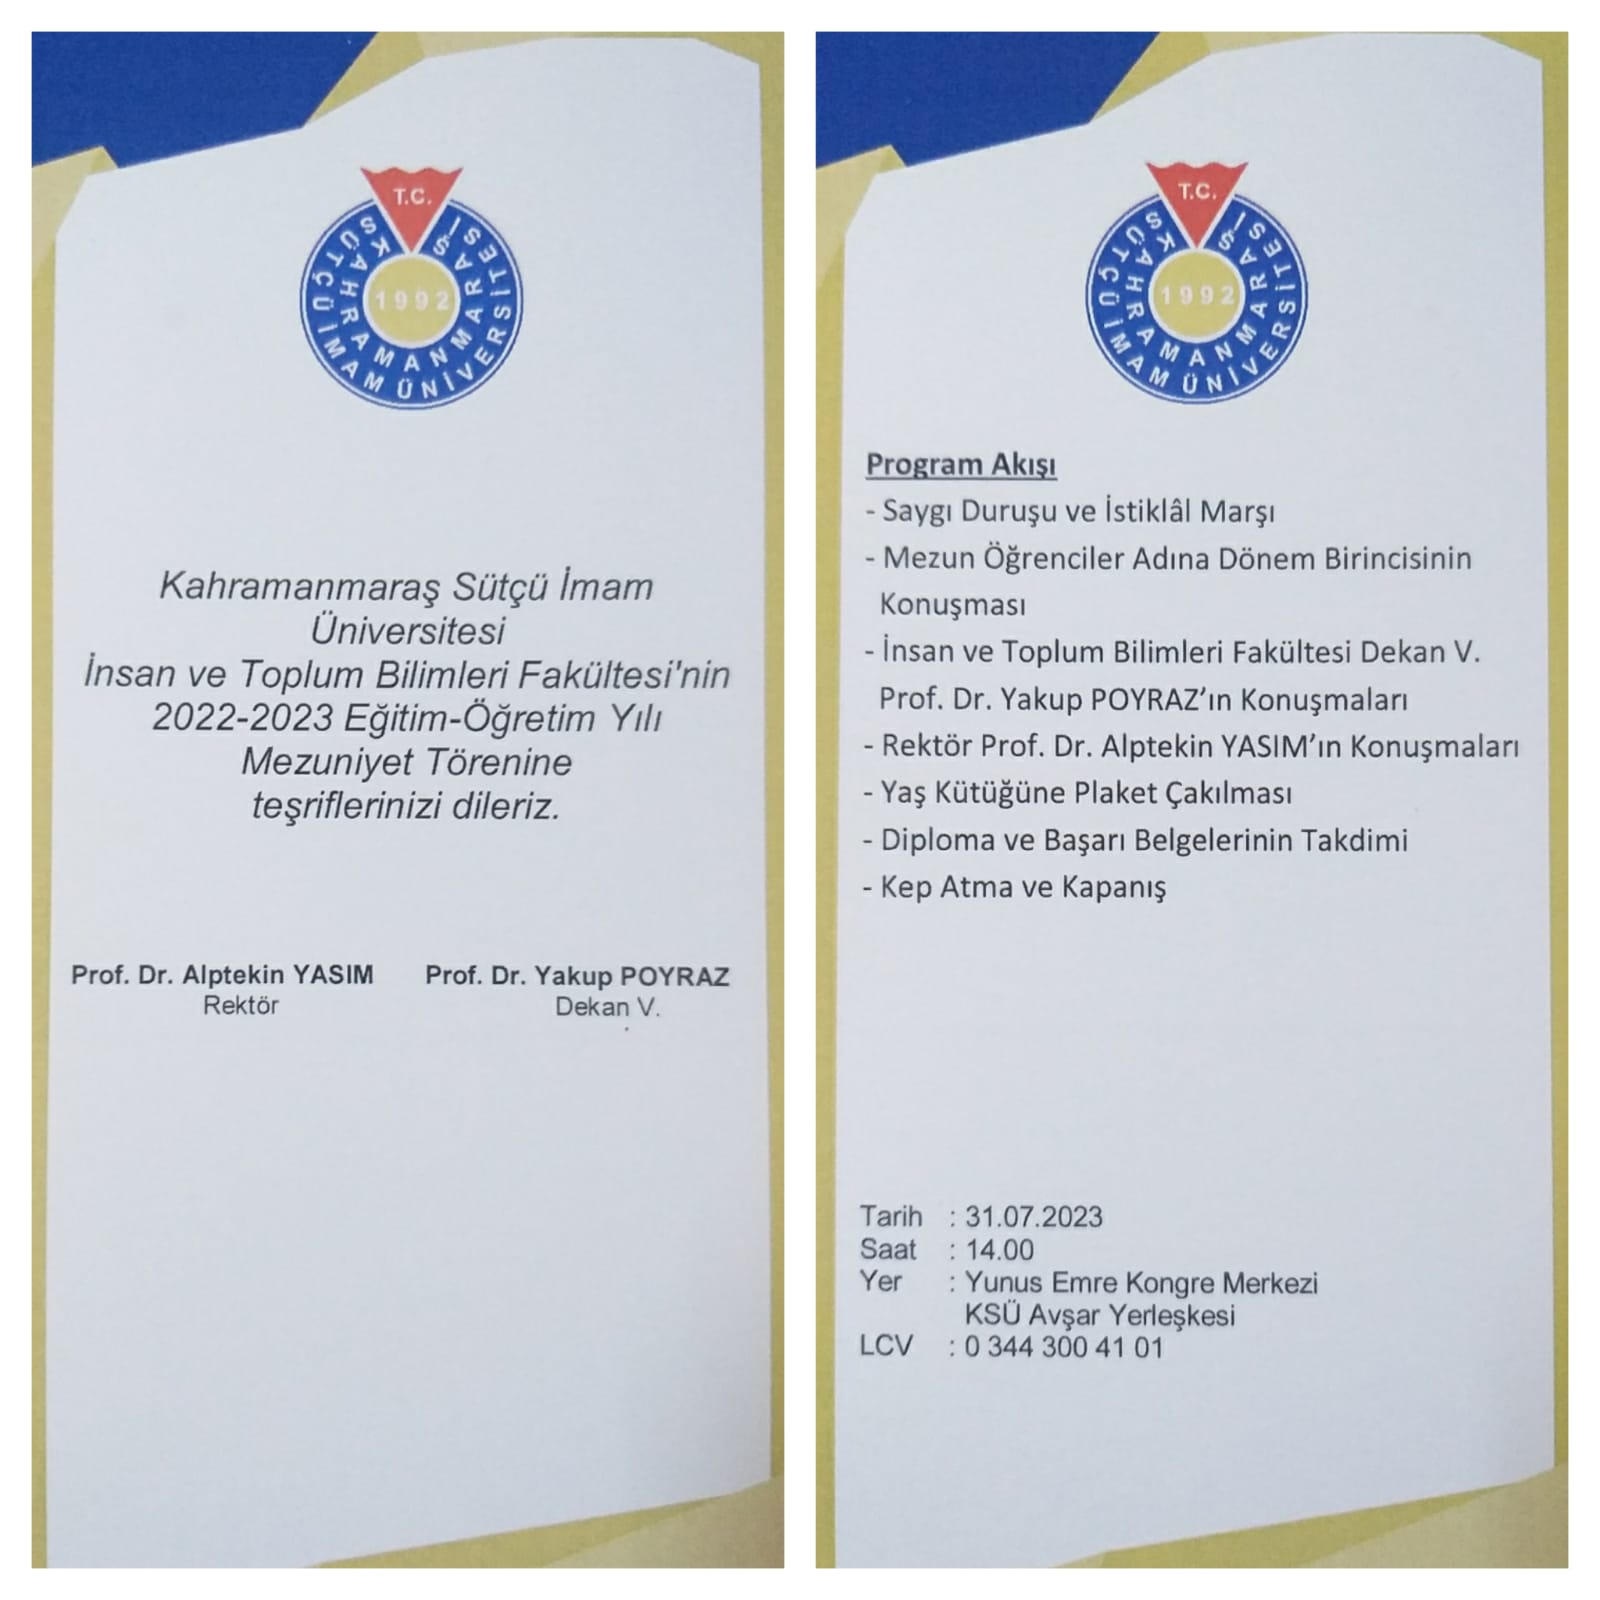 T.C.
KAHRAMANMARAŞ
SÜTÇÜ İMAM ÜNİVERSİTESİ
1992
Kahramanmaraş Sütçü İmam
Üniversitesi
İnsan ve Toplum Bilimleri Fakültesi'nin
2022-2023 Eğitim-Öğretim Yılı
Mezuniyet Törenine
teşriflerinizi dileriz.
Prof. Dr. Alptekin YASIM Prof. Dr. Yakup POYRAZ
Rektör Dekan V.
T.C.
KAHRAMANMARAŞ
SÜTÇÜ İMAM ÜNİVERSİTESİ
1992
Program Akışı
- Saygı Duruşu ve İstiklâl Marşı
- Mezun Öğrenciler Adına Dönem Birincisinin
Konuşması
- İnsan ve Toplum Bilimleri Fakültesi Dekan V.
Prof. Dr. Yakup POYRAZ’ın Konuşmaları
- Rektör Prof. Dr. Alptekin YASIM’ın Konuşmaları
- Yaş Kütüğüne Plaket Çakılması
- Diploma ve Başarı Belgelerinin Takdimi
- Kep Atma ve Kapanış
Tarih : 31.07.2023
Saat : 14.00
Yer : Yunus Emre Kongre Merkezi
KSÜ Avşar Yerleşkesi
LCV : 0 344 300 41 01